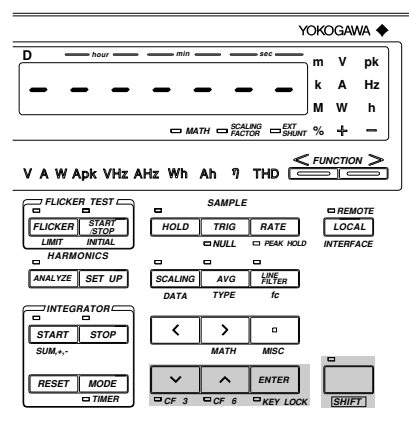 YOKOGAWA
D hour min sec
m V pk
k A Hz
M W h
MATH SCALING FACTOR EXT SHUNT % + −
V A W Apk VHz AHz Wh Ah η THD < FUNCTION >
FLICKER TEST SAMPLE REMOTE
FLICKER START /STOP HOLD TRIG RATE LOCAL
LIMIT INITIAL NULL PEAK HOLD INTERFACE
HARMONICS
ANALYZE SET UP SCALING AVG LINE FILTER
DATA TYPE fc
INTEGRATOR
START STOP < >
SUM,+,- MATH MISC
RESET MODE ENTER
TIMER CF 3 CF 6 KEY LOCK SHIFT